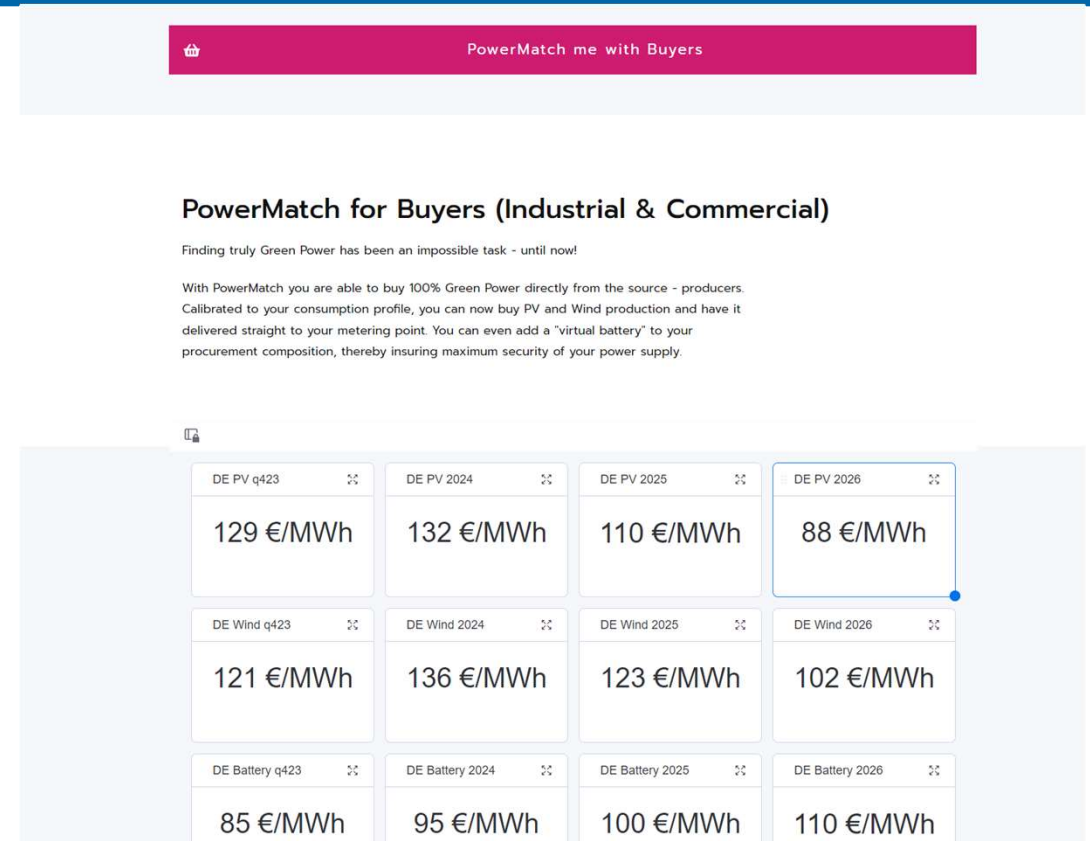 PowerMatch me with Buyers
PowerMatch for Buyers (Industrial & Commercial)
Finding truly Green Power has been an impossible task - until now!
With PowerMatch you are able to buy 100% Green Power directly from the source - producers.
Calibrated to your consumption profile, you can now buy PV and Wind production and have it
delivered straight to your metering point. You can even add a "virtual battery" to your
procurement composition, thereby insuring maximum security of your power supply.
DE PV q423
129 €/MWh
DE PV 2024
132 €/MWh
DE PV 2025
110 €/MWh
DE PV 2026
88 €/MWh
DE Wind q423
121 €/MWh
DE Wind 2024
136 €/MWh
DE Wind 2025
123 €/MWh
DE Wind 2026
102 €/MWh
DE Battery q423
85 €/MWh
DE Battery 2024
95 €/MWh
DE Battery 2025
100 €/MWh
DE Battery 2026
110 €/MWh